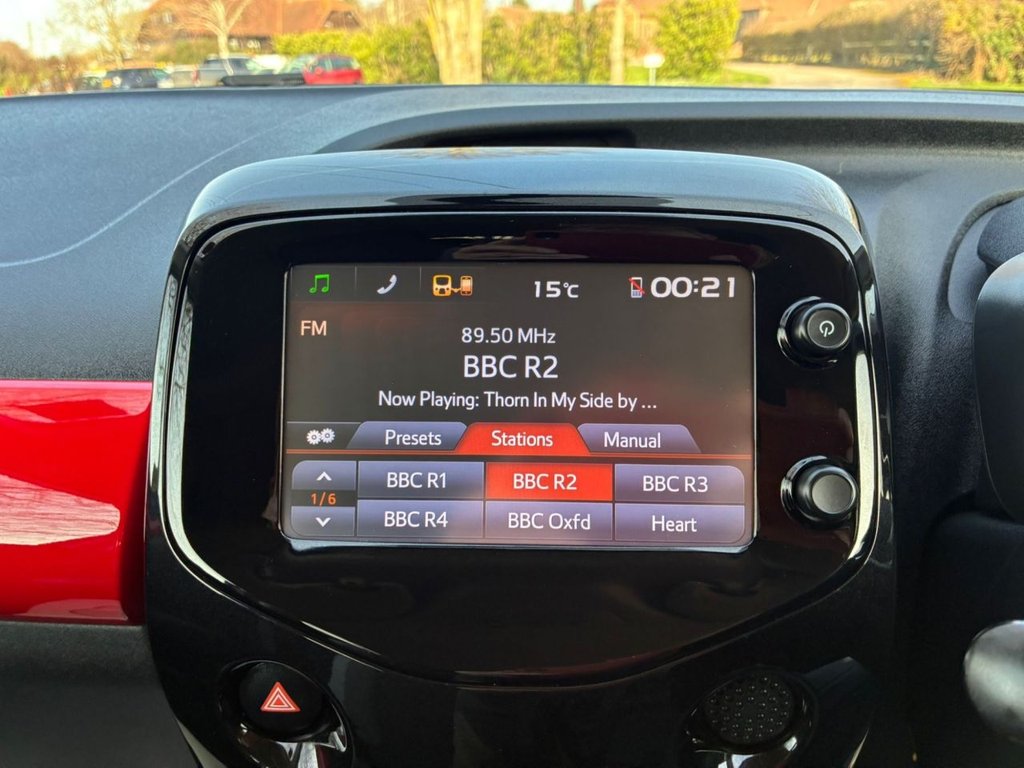 15°C 00:21
FM
89.50 MHz
BBC R2
Now Playing: Thorn In My Side by ...
Presets Stations Manual
BBC R1 BBC R2 BBC R3
1/6
BBC R4 BBC Oxfd Heart